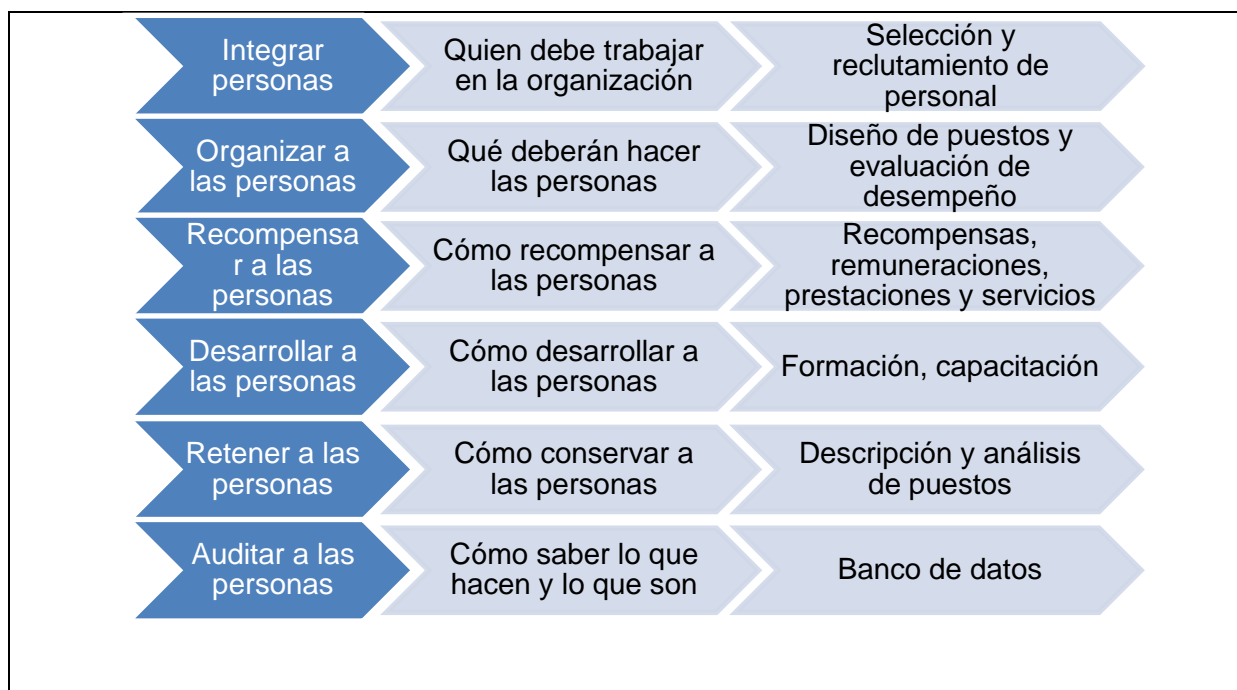 Integrar
personas
Quien debe trabajar
en la organización
Selección y
reclutamiento de
personal
Organizar a
las personas
Qué deberán hacer
las personas
Diseño de puestos y
evaluación de
desempeño
Recompensa
r a las
personas
Cómo recompensar a
las personas
Recompensas,
remuneraciones,
prestaciones y servicios
Desarrollar a
las personas
Cómo desarrollar a
las personas
Formación, capacitación
Retener a las
personas
Cómo conservar a
las personas
Descripción y análisis
de puestos
Auditar a las
personas
Cómo saber lo que
hacen y lo que son
Banco de datos